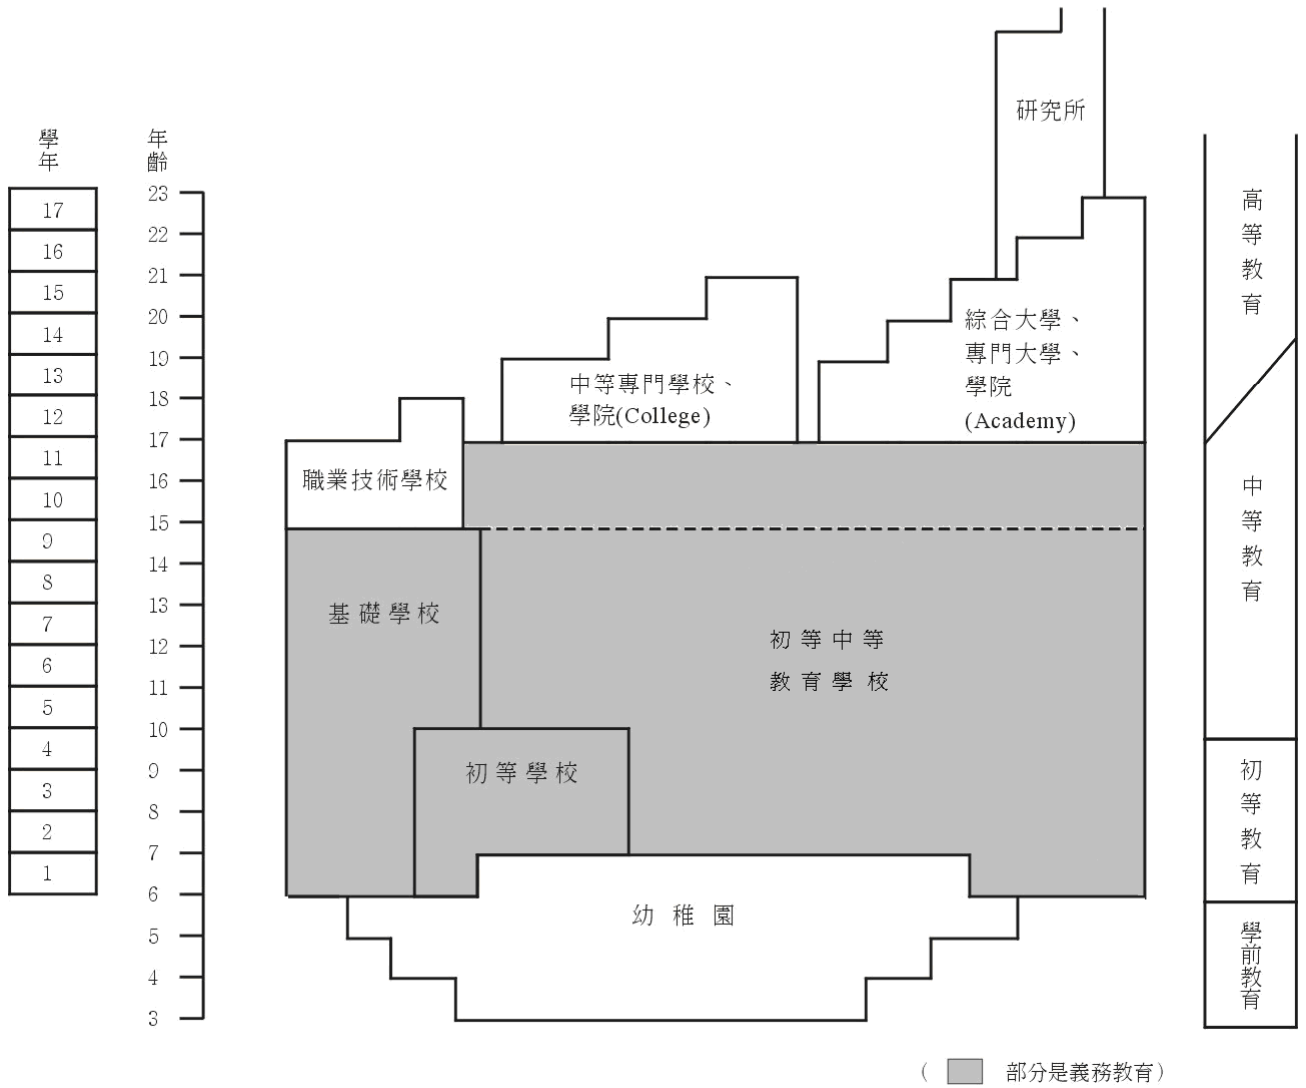 學年
17
16
15
14
13
12
11
10
9
8
7
6
5
4
3
2
1
年齡
23
22
21
20
19
18
17
16
15
14
13
12
11
10
9
8
7
6
5
4
3
研究所
綜合大學、
專門大學、
學院
(Academy)
中等專門學校、
學院(College)
職業技術學校
基礎學校
初等中等
教育學校
初等學校
幼稚園
高等教育
中等教育
初等教育
學前教育
( 部分是義務教育)